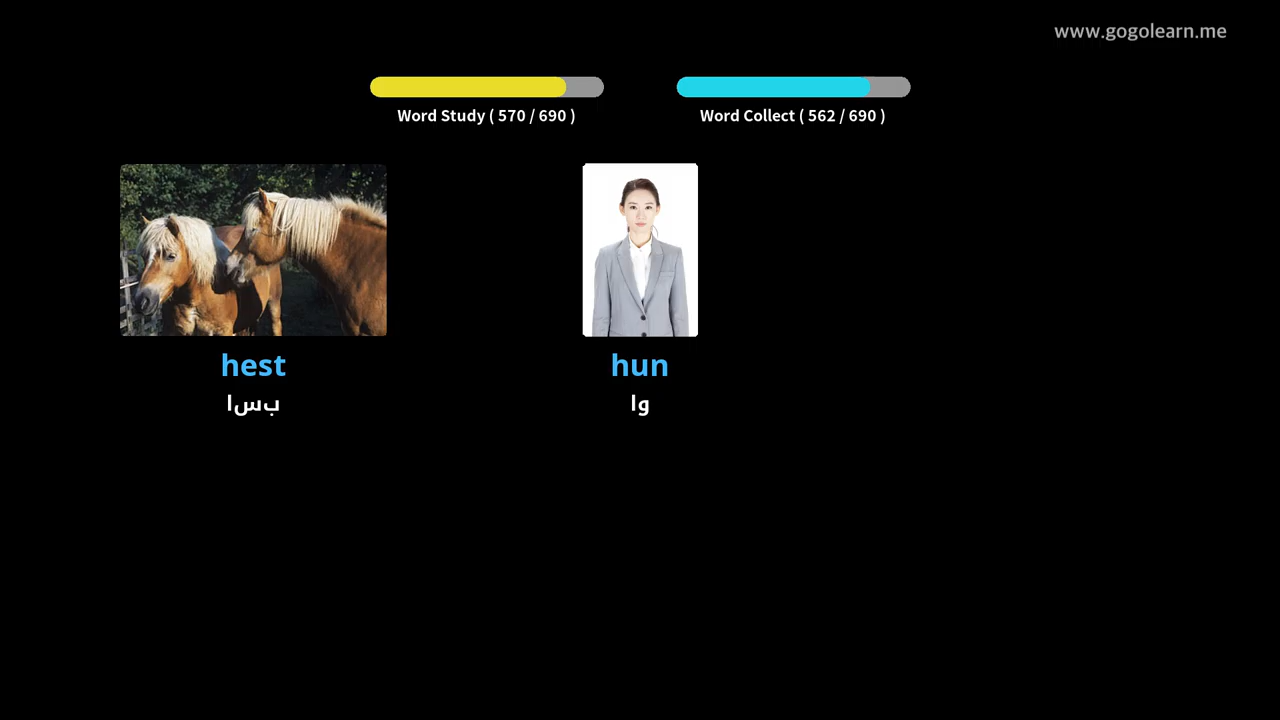 www.gogolearn.me
Word Study ( 570 / 690 )
Word Collect ( 562 / 690 )
hest
اسب
hun
او